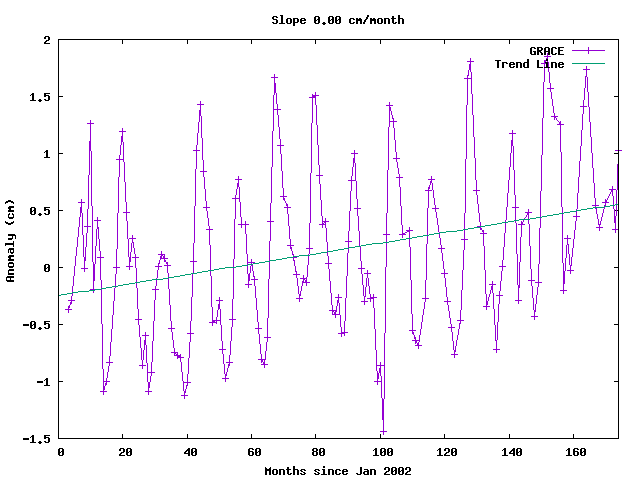 Slope 0.00 cm/month
GRACE
Trend Line
2
1.5
1
0.5
0
-0.5
-1
-1.5
Anomaly (cm)
0 20 40 60 80 100 120 140 160
Months since Jan 2002